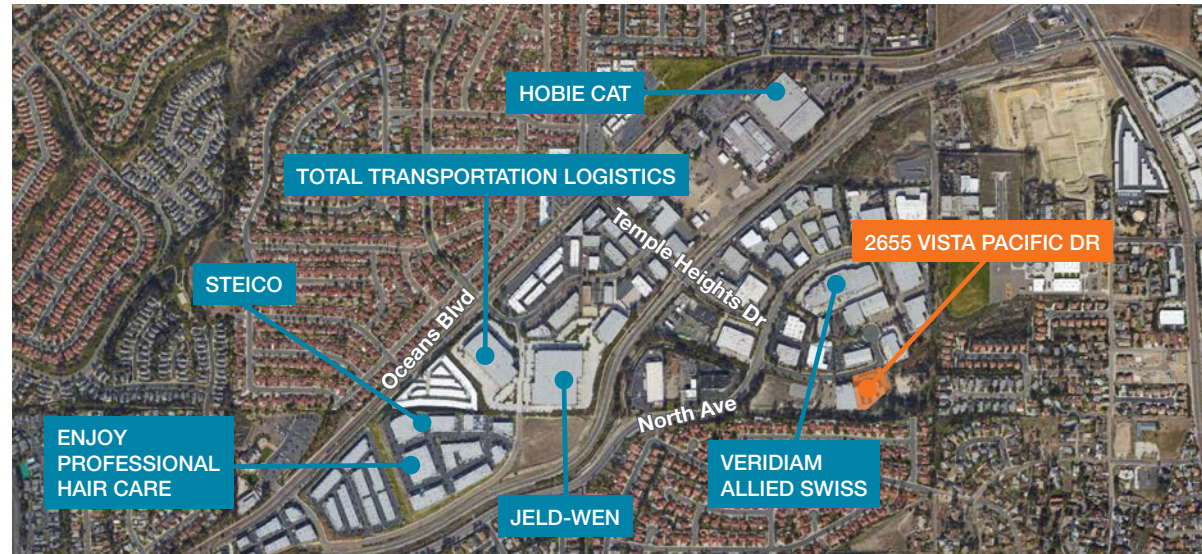 HOBIE CAT
TOTAL TRANSPORTATION LOGISTICS
Temple Heights Dr
2655 VISTA PACIFIC DR
STEICO
Oceans Blvd
North Ave
ENJOY
PROFESSIONAL
HAIR CARE
VERIDIAM
ALLIED SWISS
JELD-WEN